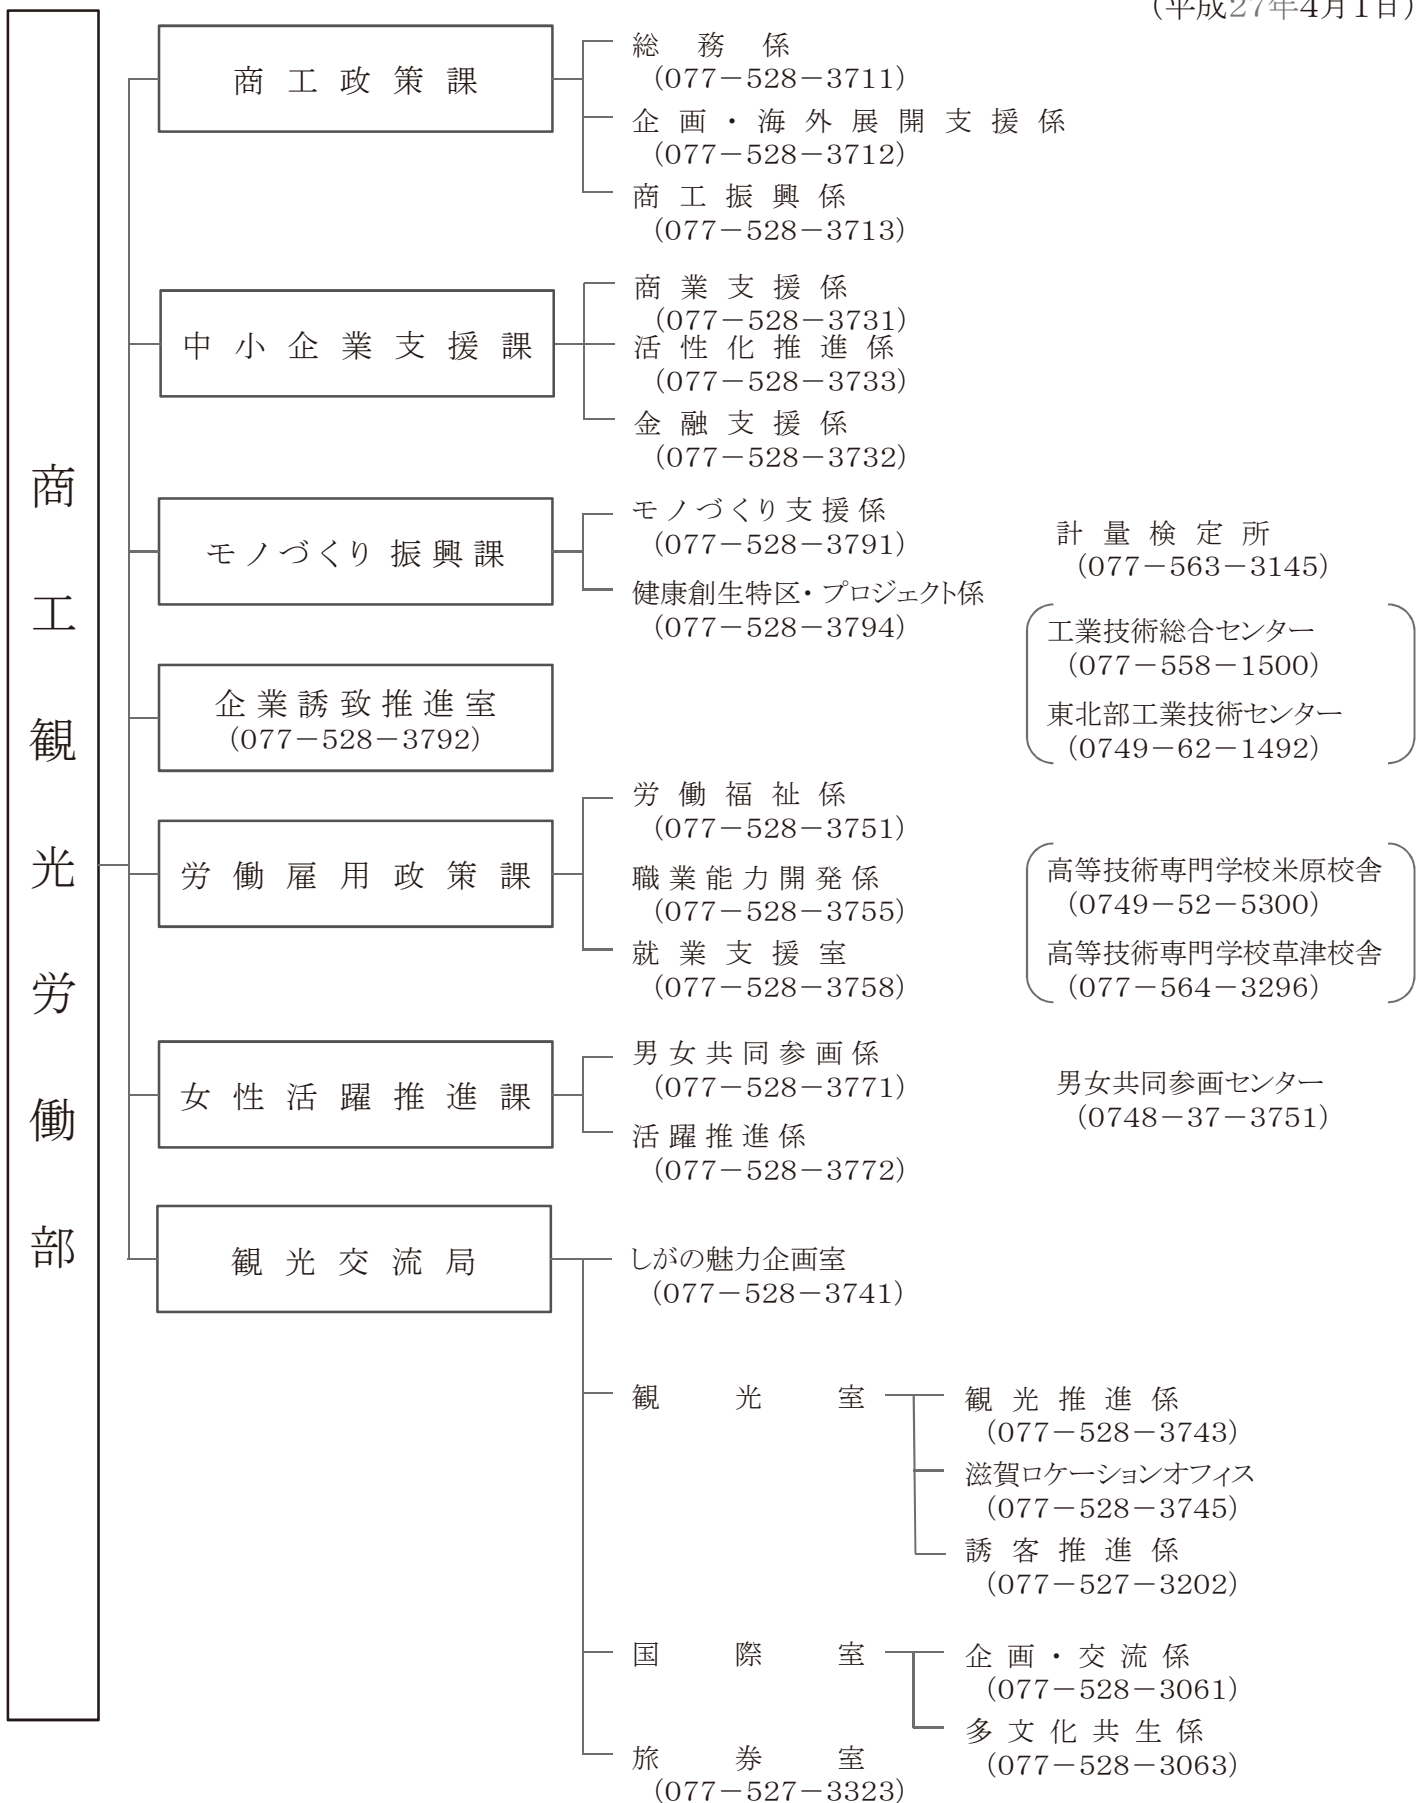 (平成27年4月1日)
商工観光労働部
商工政策課
総務係
(077－528－3711)
企画・海外展開支援係
(077－528－3712)
商工振興係
(077－528－3713)
中小企業支援課
商業支援係
(077－528－3731)
活性化推進係
(077－528－3733)
金融支援係
(077－528－3732)
モノづくり振興課
モノづくり支援係
(077－528－3791)
健康創生特区・プロジェクト係
(077－528－3794)
計量検定所
(077－563－3145)
工業技術総合センター
(077－558－1500)
東北部工業技術センター
(0749－62－1492)
企業誘致推進室
(077－528－3792)
労働雇用政策課
労働福祉係
(077－528－3751)
職業能力開発係
(077－528－3755)
就業支援室
(077－528－3758)
高等技術専門学校米原校舎
(0749－52－5300)
高等技術専門学校草津校舎
(077－564－3296)
女性活躍推進課
男女共同参画係
(077－528－3771)
活躍推進係
(077－528－3772)
男女共同参画センター
(0748－37－3751)
観光交流局
しがの魅力企画室
(077－528－3741)
観光室
観光推進係
(077－528－3743)
滋賀ロケーションオフィス
(077－528－3745)
誘客推進係
(077－527－3202)
国際室
企画・交流係
(077－528－3061)
多文化共生係
(077－528－3063)
旅券室
(077－527－3323)